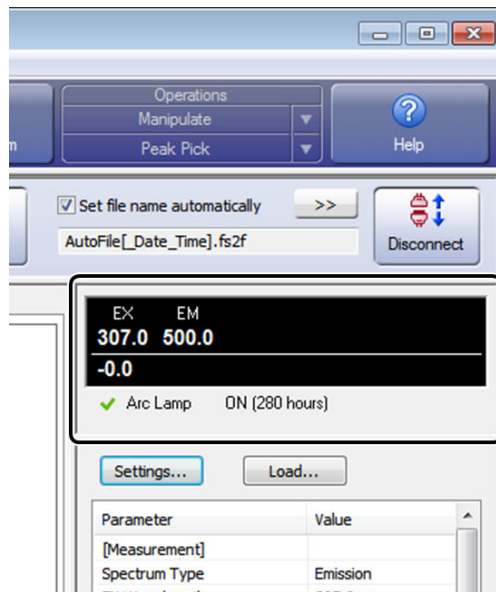 Operations
Manipulate
Peak Pick
Help
m
Set file name automatically >>
AutoFile[_Date_Time].fs2f
Disconnect
EX EM
307.0 500.0
-0.0
Arc Lamp ON (280 hours)
Settings... Load...
Parameter Value
[Measurement]
Spectrum Type Emission